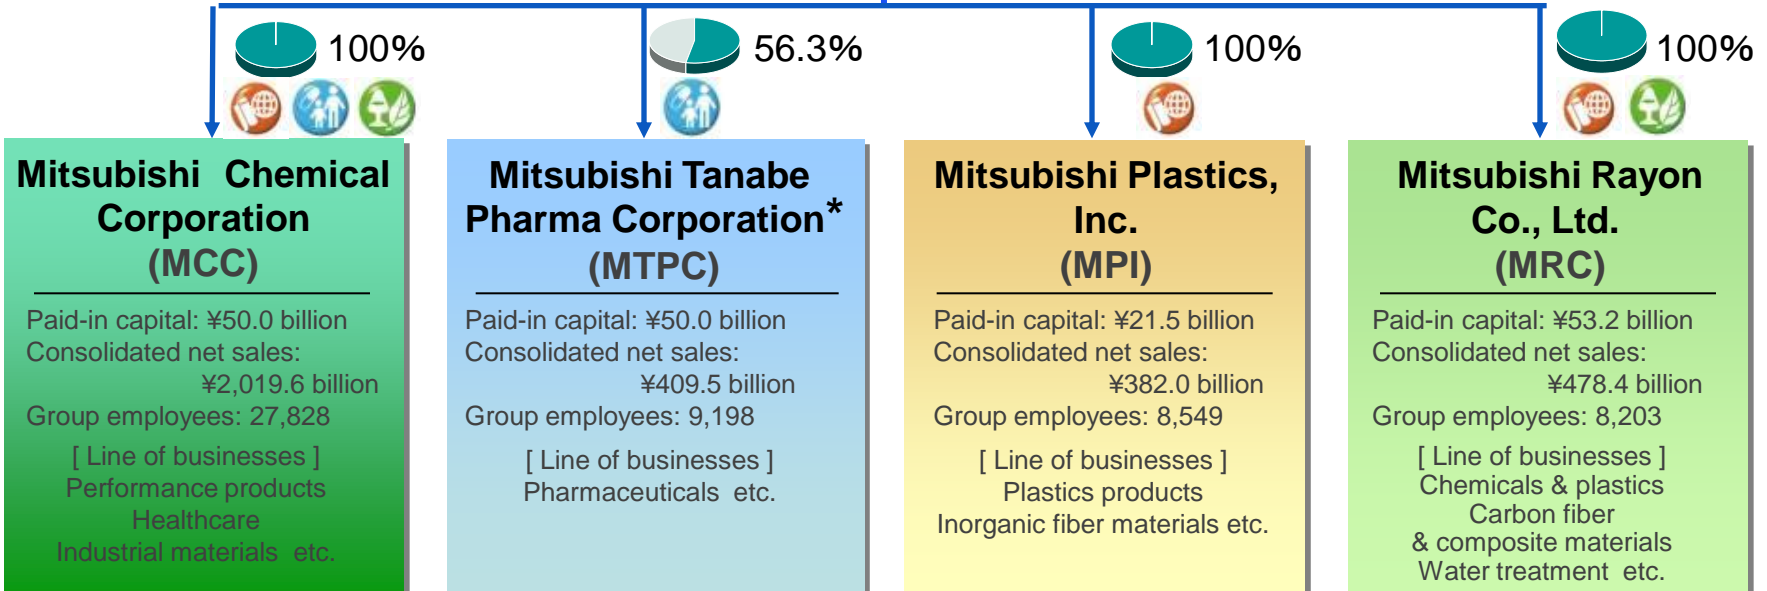 100%
56.3%
100%
100%
Mitsubishi Chemical
Corporation
(MCC)
Paid-in capital: ¥50.0 billion
Consolidated net sales:
¥2,019.6 billion
Group employees: 27,828
[ Line of businesses ]
Performance products
Healthcare
Industrial materials etc.
Mitsubishi Tanabe
Pharma Corporation*
(MTPC)
Paid-in capital: ¥50.0 billion
Consolidated net sales:
¥409.5 billion
Group employees: 9,198
[ Line of businesses ]
Pharmaceuticals etc.
Mitsubishi Plastics,
Inc.
(MPI)
Paid-in capital: ¥21.5 billion
Consolidated net sales:
¥382.0 billion
Group employees: 8,549
[ Line of businesses ]
Plastics products
Inorganic fiber materials etc.
Mitsubishi Rayon
Co., Ltd.
(MRC)
Paid-in capital: ¥53.2 billion
Consolidated net sales:
¥478.4 billion
Group employees: 8,203
[ Line of businesses ]
Chemicals & plastics
Carbon fiber
& composite materials
Water treatment etc.